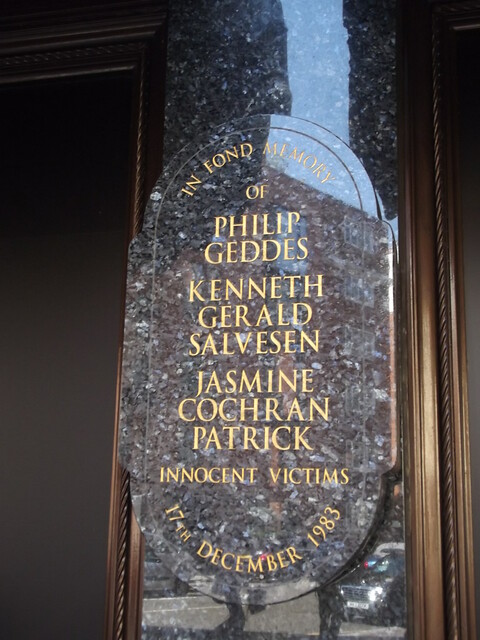 IN FOND MEMORY
OF
PHILIP
GEDDES
KENNETH
GERALD
SALVESEN
JASMINE
COCHRAN
PATRICK
INNOCENT VICTIMS
17TH DECEMBER 1983